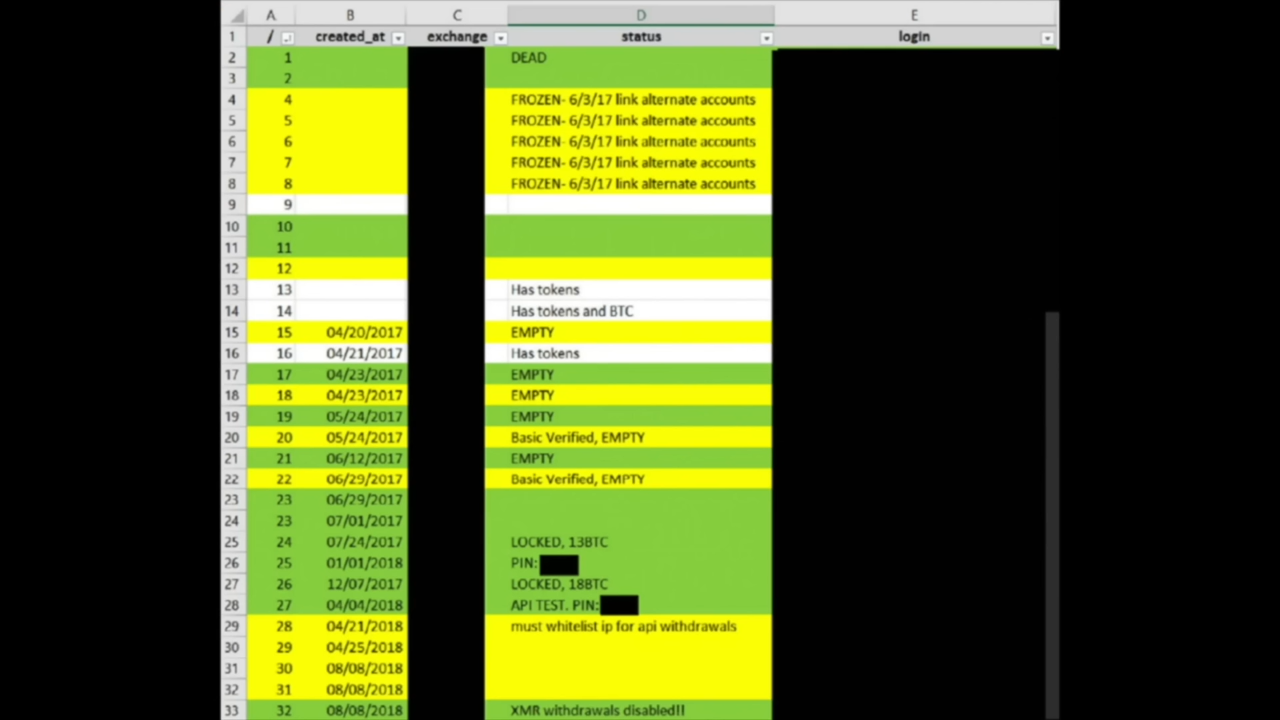 A B C D E
1 / created_at exchange status login
2 1 DEAD
3 2
4 4 FROZEN- 6/3/17 link alternate accounts
5 5 FROZEN- 6/3/17 link alternate accounts
6 6 FROZEN- 6/3/17 link alternate accounts
7 7 FROZEN- 6/3/17 link alternate accounts
8 8 FROZEN- 6/3/17 link alternate accounts
9 9
10 10
11 11
12 12
13 13 Has tokens
14 14 Has tokens and BTC
15 15 04/20/2017 EMPTY
16 16 04/21/2017 Has tokens
17 17 04/23/2017 EMPTY
18 18 04/23/2017 EMPTY
19 19 05/24/2017 EMPTY
20 20 05/24/2017 Basic Verified, EMPTY
21 21 06/12/2017 EMPTY
22 22 06/29/2017 Basic Verified, EMPTY
23 23 06/29/2017
24 23 07/01/2017
25 24 07/24/2017 LOCKED, 13BTC
26 25 01/01/2018 PIN:
27 26 12/07/2017 LOCKED, 18BTC
28 27 04/04/2018 API TEST. PIN:
29 28 04/21/2018 must whitelist ip for api withdrawals
30 29 04/25/2018
31 30 08/08/2018
32 31 08/08/2018
33 32 08/08/2018 XMR withdrawals disabled!!